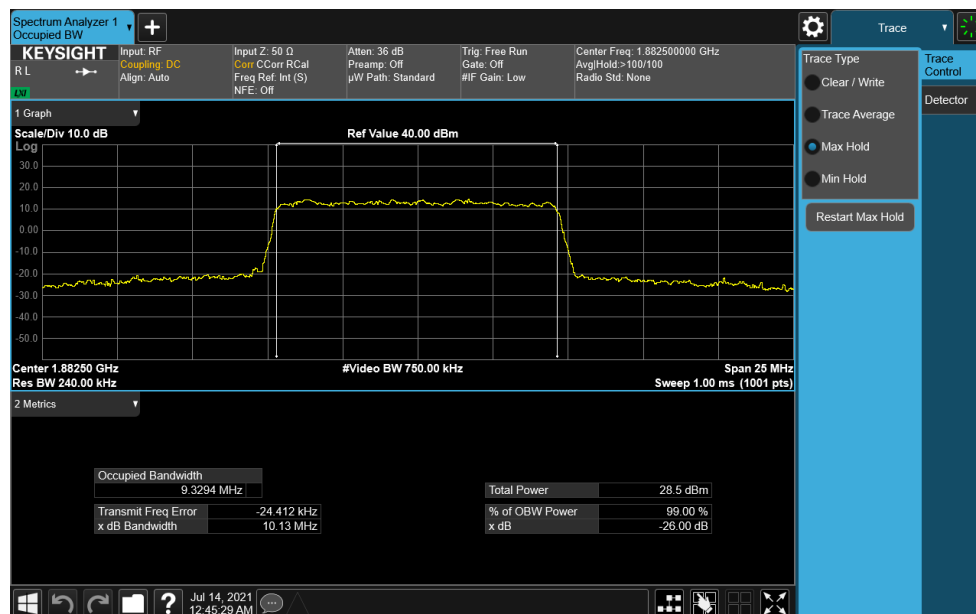 Spectrum Analyzer 1
Occupied BW
Trace
KEYSIGHT
R L
LXI
Input: RF
Coupling: DC
Align: Auto
Input Z: 50 Ω
Corr CCorr RCal
Freq Ref: Int (S)
NFE: Off
Atten: 36 dB
Preamp: Off
µW Path: Standard
Trig: Free Run
Gate: Off
#IF Gain: Low
Center Freq: 1.882500000 GHz
Avg|Hold:>100/100
Radio Std: None
Trace Type
Clear / Write
Trace Average
Max Hold
Min Hold
Restart Max Hold
Trace
Control
Detector
1 Graph
Scale/Div 10.0 dB
Ref Value 40.00 dBm
Log
30.0
20.0
10.0
0.00
-10.0
-20.0
-30.0
-40.0
-50.0
Center 1.88250 GHz
#Video BW 750.00 kHz
Span 25 MHz
Res BW 240.00 kHz
Sweep 1.00 ms (1001 pts)
2 Metrics
Occupied Bandwidth
9.3294 MHz
Total Power 28.5 dBm
Transmit Freq Error -24.412 kHz
% of OBW Power 99.00 %
x dB Bandwidth 10.13 MHz
x dB -26.00 dB
?
Jul 14, 2021
12:45:29 AM